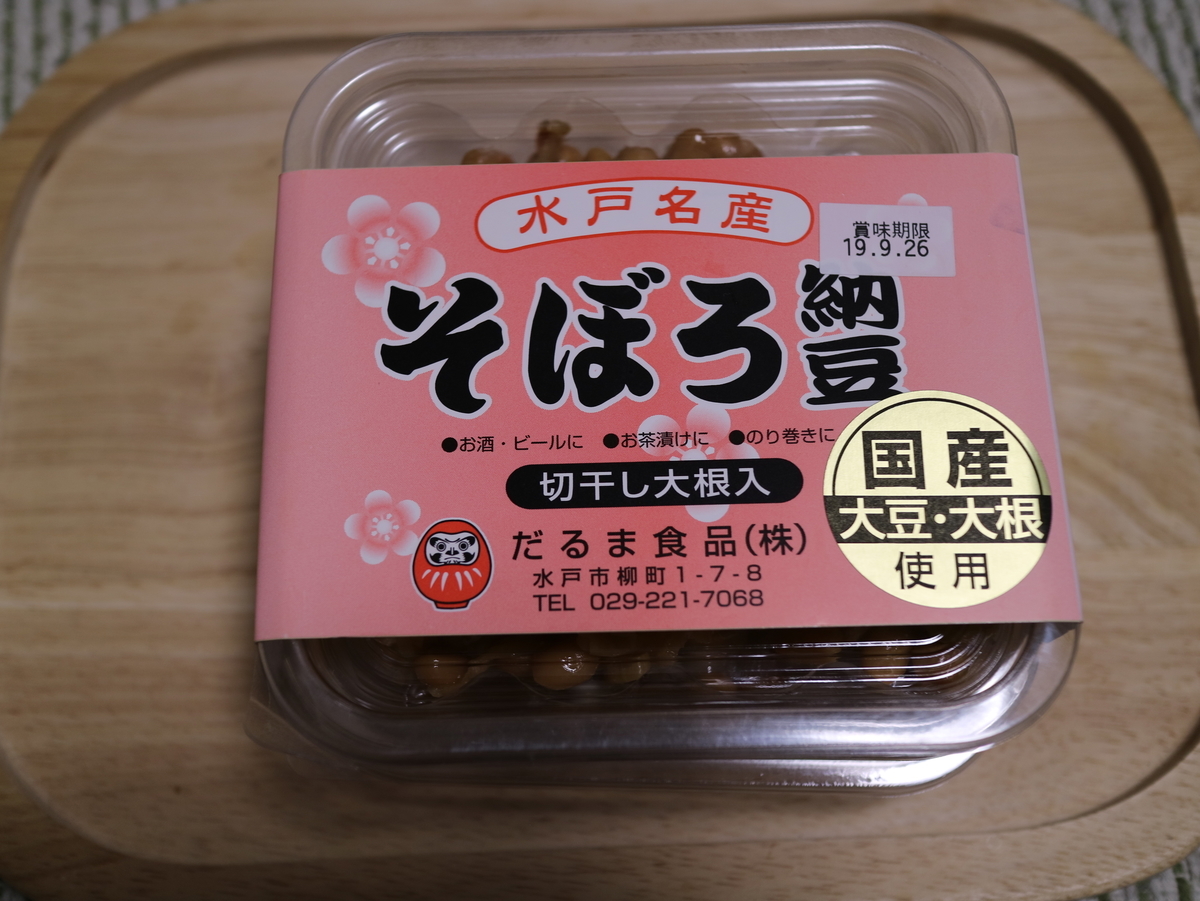 水戸名産
賞味期限
19.9.26
そぼろ納豆
●お酒・ビールに ●お茶漬けに ●のり巻きに
切干し大根入
国産
大豆・大根
使用
だるま食品(株)
水戸市柳町1-7-8
TEL 029-221-7068